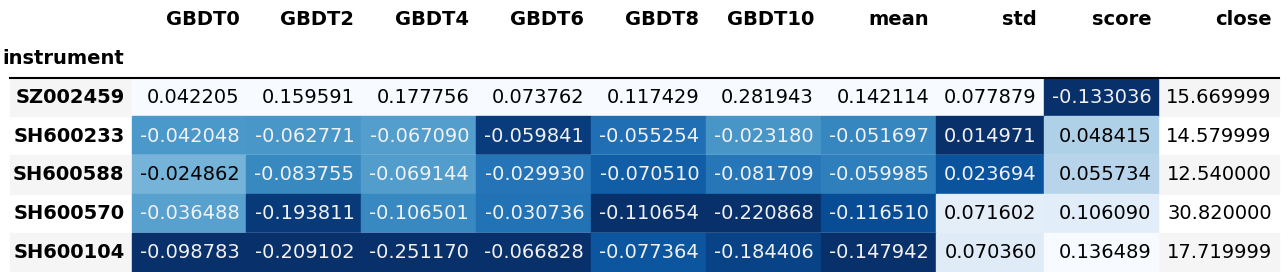 GBDT0 GBDT2 GBDT4 GBDT6 GBDT8 GBDT10 mean std score close
instrument
SZ002459 0.042205 0.159591 0.177756 0.073762 0.117429 0.281943 0.142114 0.077879 -0.133036 15.669999
SH600233 -0.042048 -0.062771 -0.067090 -0.059841 -0.055254 -0.023180 -0.051697 0.014971 0.048415 14.579999
SH600588 -0.024862 -0.083755 -0.069144 -0.029930 -0.070510 -0.081709 -0.059985 0.023694 0.055734 12.540000
SH600570 -0.036488 -0.193811 -0.106501 -0.030736 -0.110654 -0.220868 -0.116510 0.071602 0.106090 30.820000
SH600104 -0.098783 -0.209102 -0.251170 -0.066828 -0.077364 -0.184406 -0.147942 0.070360 0.136489 17.719999